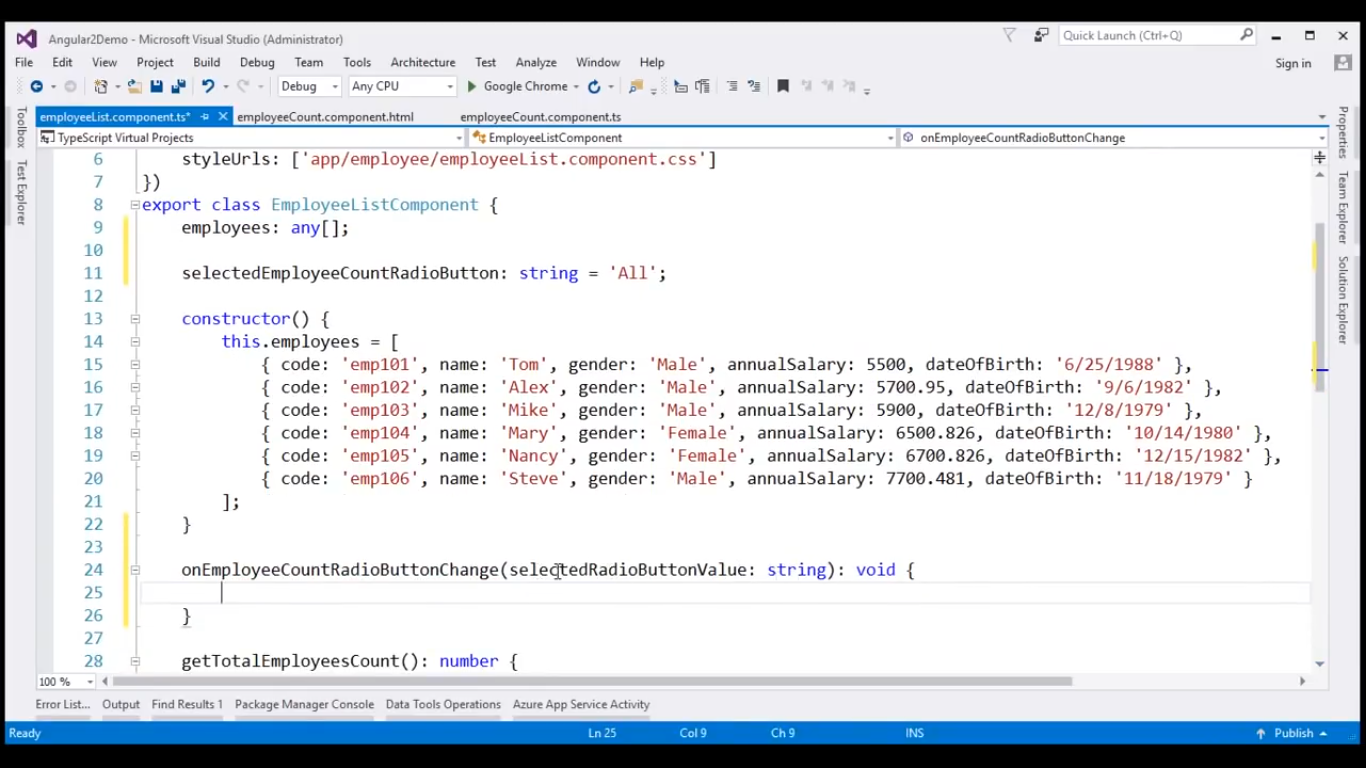 Angular2Demo - Microsoft Visual Studio (Administrator)
Quick Launch (Ctrl+Q)
File Edit View Project Build Debug Team Tools Architecture Test Analyze Window Help
Sign in
Debug Any CPU Google Chrome
employeeList.component.ts* employeeCount.component.html employeeCount.component.ts
TypeScript Virtual Projects EmployeeListComponent onEmployeeCountRadioButtonChange
Toolbox
Test Explorer
Properties
Team Explorer
Solution Explorer
6 styleUrls: ['app/employee/employeeList.component.css']
7 })
8 export class EmployeeListComponent {
9 employees: any[];
10
11 selectedEmployeeCountRadioButton: string = 'All';
12
13 constructor() {
14 this.employees = [
15 { code: 'emp101', name: 'Tom', gender: 'Male', annualSalary: 5500, dateOfBirth: '6/25/1988' },
16 { code: 'emp102', name: 'Alex', gender: 'Male', annualSalary: 5700.95, dateOfBirth: '9/6/1982' },
17 { code: 'emp103', name: 'Mike', gender: 'Male', annualSalary: 5900, dateOfBirth: '12/8/1979' },
18 { code: 'emp104', name: 'Mary', gender: 'Female', annualSalary: 6500.826, dateOfBirth: '10/14/1980' },
19 { code: 'emp105', name: 'Nancy', gender: 'Female', annualSalary: 6700.826, dateOfBirth: '12/15/1982' },
20 { code: 'emp106', name: 'Steve', gender: 'Male', annualSalary: 7700.481, dateOfBirth: '11/18/1979' }
21 ];
22 }
23
24 onEmployeeCountRadioButtonChange(selectedRadioButtonValue: string): void {
25
26 }
27
28 getTotalEmployeesCount(): number {
100 %
Error List... Output Find Results 1 Package Manager Console Data Tools Operations Azure App Service Activity
Ready Ln 25 Col 9 Ch 9 INS Publish